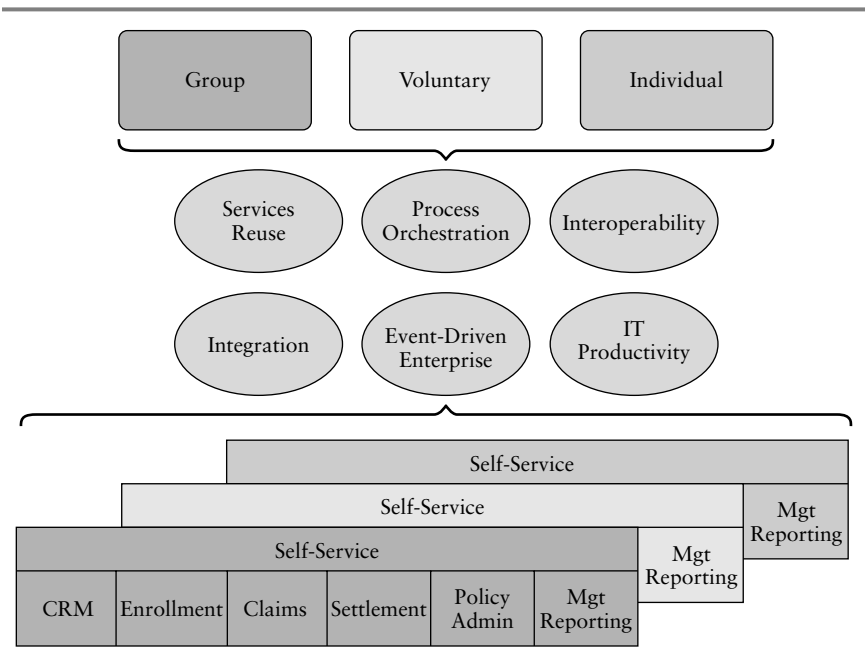 Group
Voluntary
Individual
Services
Reuse
Process
Orchestration
Interoperability
Integration
Event-Driven
Enterprise
IT
Productivity
Self-Service
Self-Service
Mgt
Reporting
Self-Service
Mgt
Reporting
CRM
Enrollment
Claims
Settlement
Policy
Admin
Mgt
Reporting